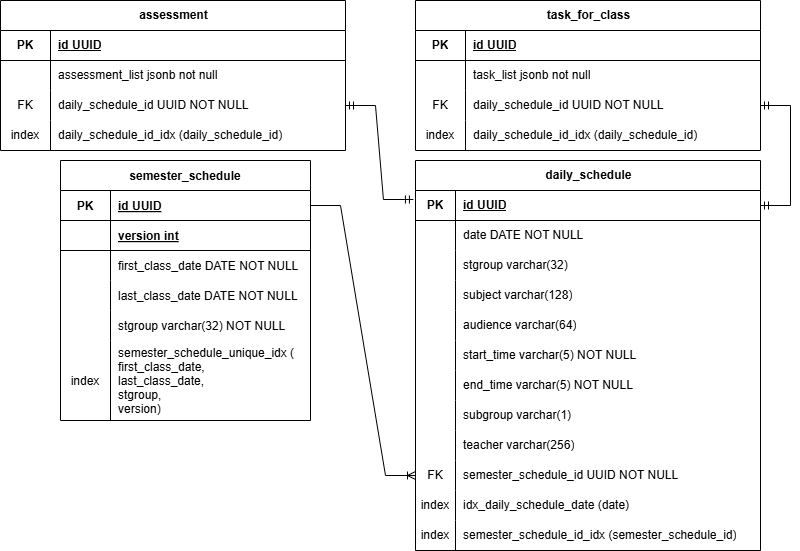 assessment
PK id UUID
assessment_list jsonb not null
FK daily_schedule_id UUID NOT NULL
index daily_schedule_id_idx (daily_schedule_id)
task_for_class
PK id UUID
task_list jsonb not null
FK daily_schedule_id UUID NOT NULL
index daily_schedule_id_idx (daily_schedule_id)
semester_schedule
PK id UUID
version int
first_class_date DATE NOT NULL
last_class_date DATE NOT NULL
stgroup varchar(32) NOT NULL
semester_schedule_unique_idx (
first_class_date,
index last_class_date,
stgroup,
version)
daily_schedule
PK id UUID
date DATE NOT NULL
stgroup varchar(32)
subject varchar(128)
audience varchar(64)
start_time varchar(5) NOT NULL
end_time varchar(5) NOT NULL
subgroup varchar(1)
teacher varchar(256)
FK semester_schedule_id UUID NOT NULL
index idx_daily_schedule_date (date)
index semester_schedule_id_idx (semester_schedule_id)